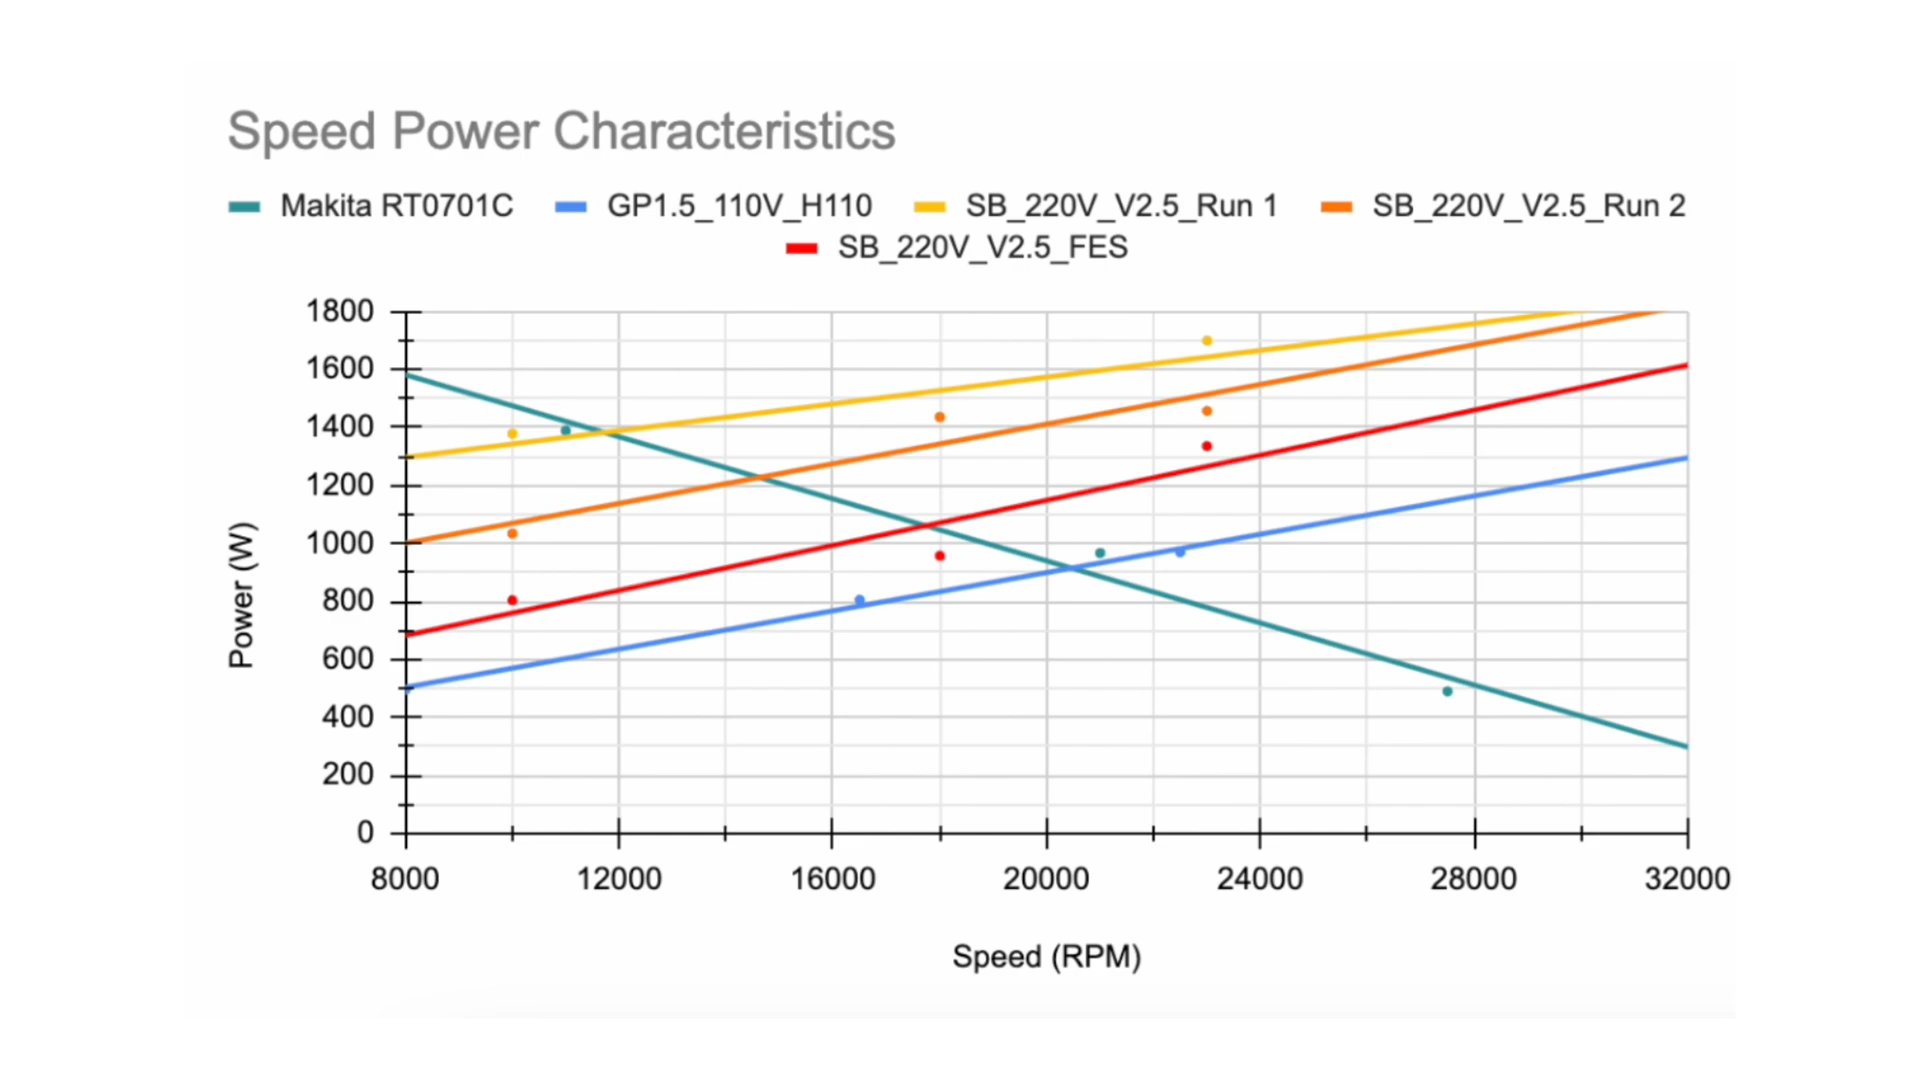 Speed Power Characteristics
Makita RT0701C GP1.5_110V_H110 SB_220V_V2.5_Run 1 SB_220V_V2.5_Run 2
SB_220V_V2.5_FES
1800
1600
1400
1200
1000
800
600
400
200
0
Power (W)
8000 12000 16000 20000 24000 28000 32000
Speed (RPM)